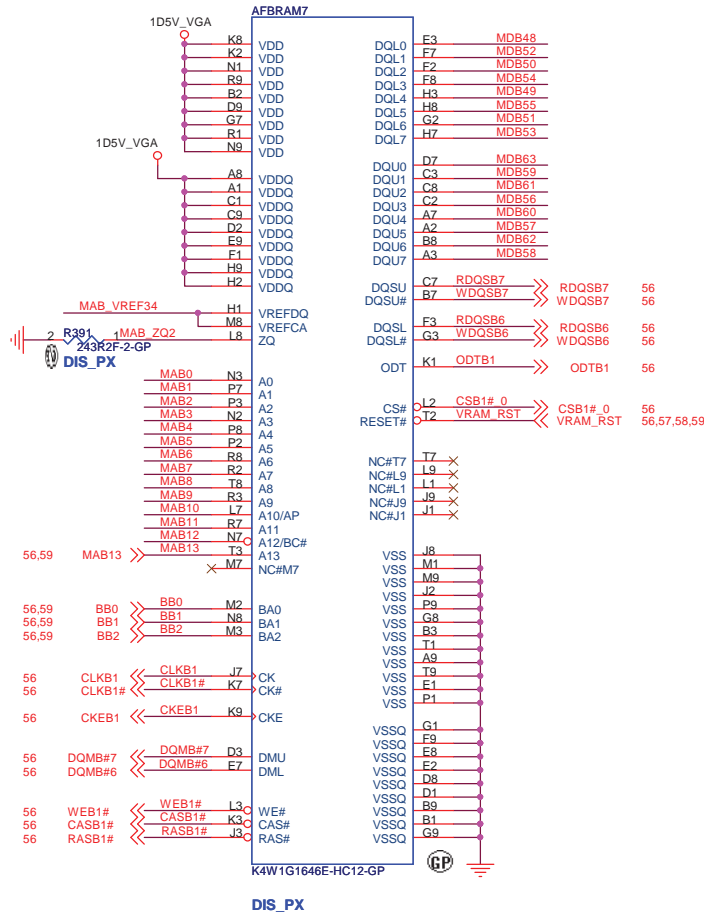 AFBRAM7
1D5V_VGA
K8 VDD
K2 VDD
N1 VDD
R9 VDD
B2 VDD
D9 VDD
G7 VDD
R1 VDD
N9 VDD
1D5V_VGA
A8 VDDQ
A1 VDDQ
C1 VDDQ
C9 VDDQ
D2 VDDQ
E9 VDDQ
F1 VDDQ
H9 VDDQ
H2 VDDQ
MAB_VREF34 H1 VREFDQ
M8 VREFCA
2 R391 1 MAB_ZQ2 L8 ZQ
243R2F-2-GP
DIS_PX
MAB0 N3 A0
MAB1 P7 A1
MAB2 P3 A2
MAB3 N2 A3
MAB4 P8 A4
MAB5 P2 A5
MAB6 R8 A6
MAB7 R2 A7
MAB8 T8 A8
MAB9 R3 A9
MAB10 L7 A10/AP
MAB11 R7 A11
MAB12 N7 A12/BC#
56,59 MAB13 MAB13 T3 A13
M7 NC#M7
56,59 BB0 BB0 M2 BA0
56,59 BB1 BB1 N8 BA1
56,59 BB2 BB2 M3 BA2
56 CLKB1 CLKB1 J7 CK
56 CLKB1# CLKB1# K7 CK#
56 CKEB1 CKEB1 K9 CKE
56 DQMB#7 DQMB#7 D3 DMU
56 DQMB#6 DQMB#6 E7 DML
56 WEB1# WEB1# L3 WE#
56 CASB1# CASB1# K3 CAS#
56 RASB1# RASB1# J3 RAS#
DQL0 E3 MDB48
DQL1 F7 MDB52
DQL2 F2 MDB50
DQL3 F8 MDB54
DQL4 H3 MDB49
DQL5 H8 MDB55
DQL6 G2 MDB51
DQL7 H7 MDB53
DQU0 D7 MDB63
DQU1 C3 MDB59
DQU2 C8 MDB61
DQU3 C2 MDB56
DQU4 A7 MDB60
DQU5 A2 MDB57
DQU6 B8 MDB62
DQU7 A3 MDB58
DQSU C7 RDQSB7 RDQSB7 56
DQSU# B7 WDQSB7 WDQSB7 56
DQSL F3 RDQSB6 RDQSB6 56
DQSL# G3 WDQSB6 WDQSB6 56
ODT K1 ODTB1 ODTB1 56
CS# L2 CSB1#_0 CSB1#_0 56
RESET# T2 VRAM_RST VRAM_RST 56,57,58,59
NC#T7 T7
NC#L9 L9
NC#L1 L1
NC#J9 J9
NC#J1 J1
VSS J8
VSS M1
VSS M9
VSS J2
VSS P9
VSS G8
VSS B3
VSS T1
VSS A9
VSS T9
VSS E1
VSS P1
VSSQ G1
VSSQ F9
VSSQ E8
VSSQ E2
VSSQ D8
VSSQ D1
VSSQ B9
VSSQ B1
VSSQ G9
GP
K4W1G1646E-HC12-GP
DIS_PX